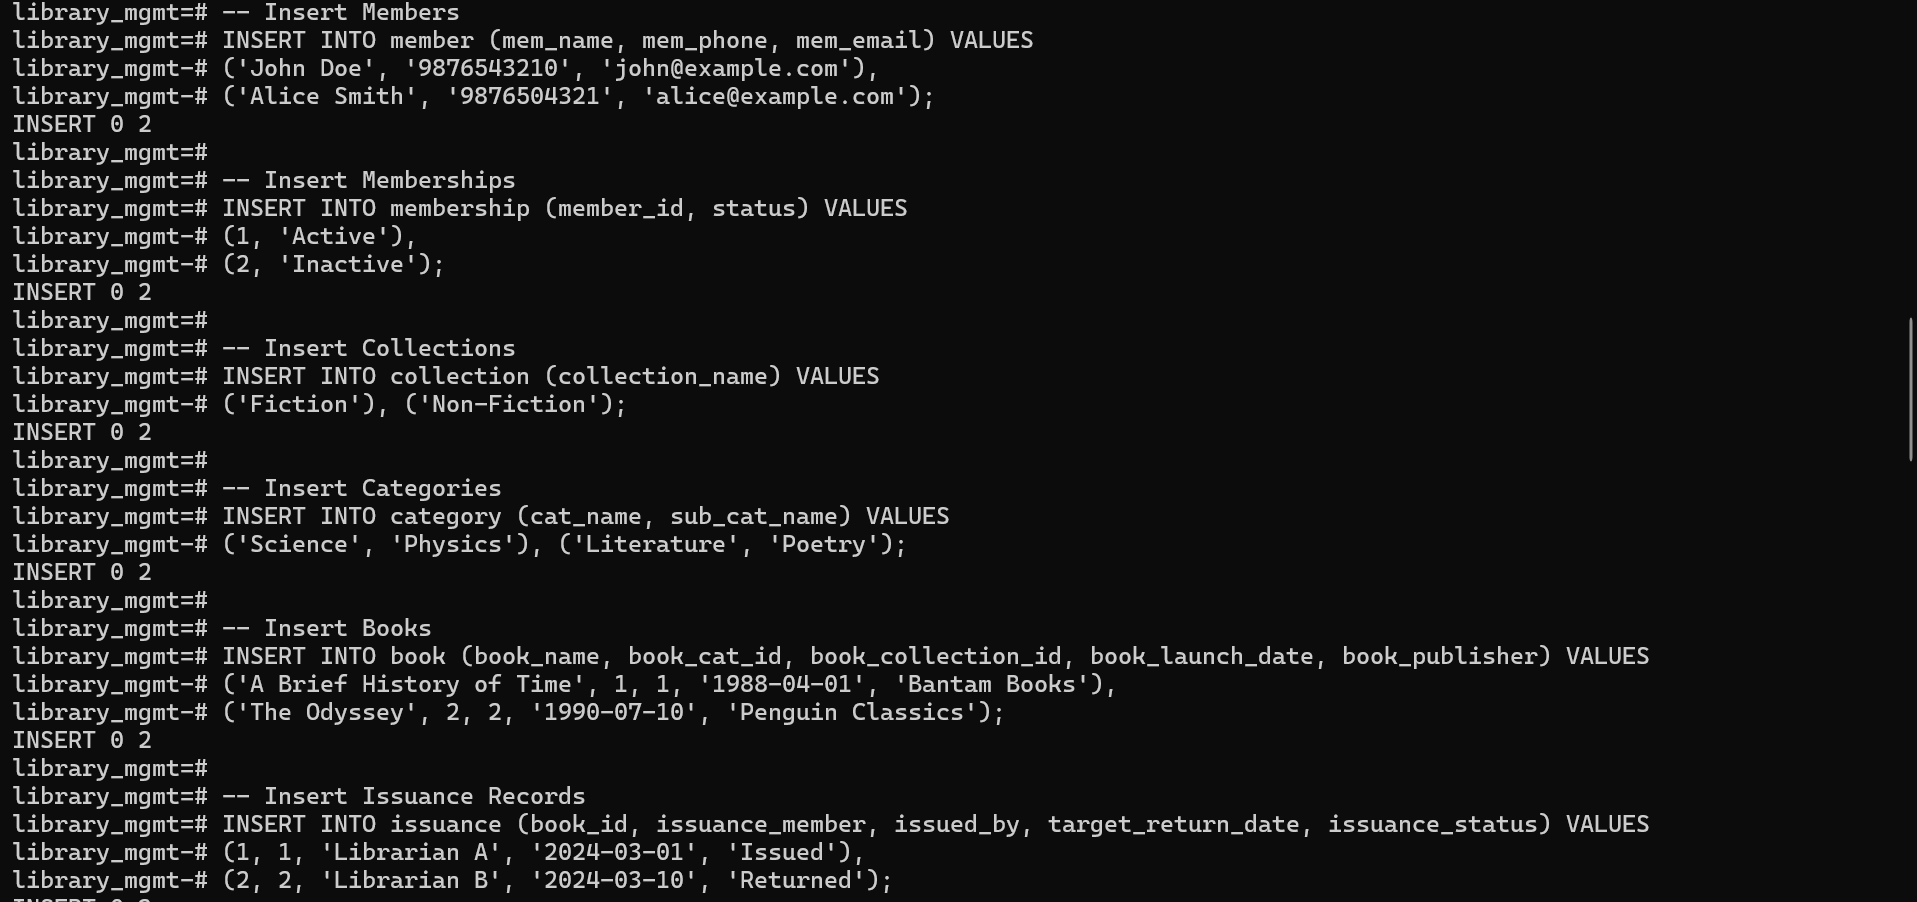 library_mgmt=# -- Insert Members
library_mgmt=# INSERT INTO member (mem_name, mem_phone, mem_email) VALUES
library_mgmt-# ('John Doe', '9876543210', 'john@example.com'),
library_mgmt-# ('Alice Smith', '9876504321', 'alice@example.com');
INSERT 0 2
library_mgmt=#
library_mgmt=# -- Insert Memberships
library_mgmt=# INSERT INTO membership (member_id, status) VALUES
library_mgmt-# (1, 'Active'),
library_mgmt-# (2, 'Inactive');
INSERT 0 2
library_mgmt=#
library_mgmt=# -- Insert Collections
library_mgmt=# INSERT INTO collection (collection_name) VALUES
library_mgmt-# ('Fiction'), ('Non-Fiction');
INSERT 0 2
library_mgmt=#
library_mgmt=# -- Insert Categories
library_mgmt=# INSERT INTO category (cat_name, sub_cat_name) VALUES
library_mgmt-# ('Science', 'Physics'), ('Literature', 'Poetry');
INSERT 0 2
library_mgmt=#
library_mgmt=# -- Insert Books
library_mgmt=# INSERT INTO book (book_name, book_cat_id, book_collection_id, book_launch_date, book_publisher) VALUES
library_mgmt-# ('A Brief History of Time', 1, 1, '1988-04-01', 'Bantam Books'),
library_mgmt-# ('The Odyssey', 2, 2, '1990-07-10', 'Penguin Classics');
INSERT 0 2
library_mgmt=#
library_mgmt=# -- Insert Issuance Records
library_mgmt=# INSERT INTO issuance (book_id, issuance_member, issued_by, target_return_date, issuance_status) VALUES
library_mgmt-# (1, 1, 'Librarian A', '2024-03-01', 'Issued'),
library_mgmt-# (2, 2, 'Librarian B', '2024-03-10', 'Returned');